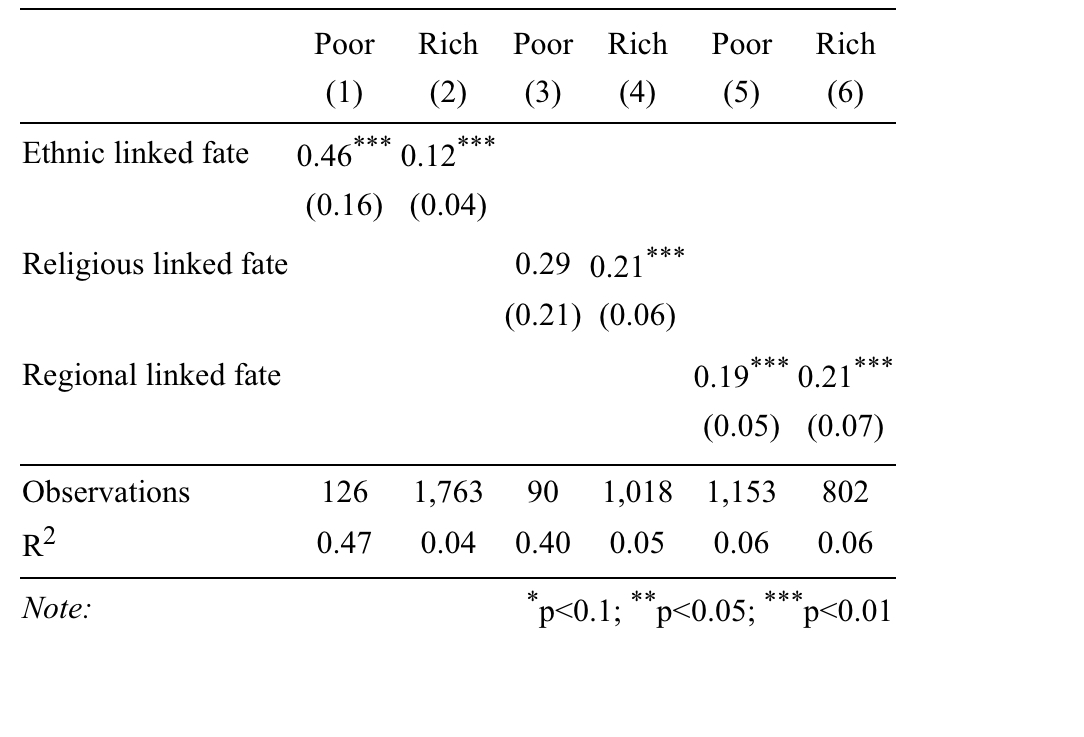 Poor Rich Poor Rich Poor Rich
(1) (2) (3) (4) (5) (6)
Ethnic linked fate 0.46*** 0.12***
(0.16) (0.04)
Religious linked fate 0.29 0.21***
(0.21) (0.06)
Regional linked fate 0.19*** 0.21***
(0.05) (0.07)
Observations 126 1,763 90 1,018 1,153 802
R2 0.47 0.04 0.40 0.05 0.06 0.06
Note: *p<0.1; **p<0.05; ***p<0.01